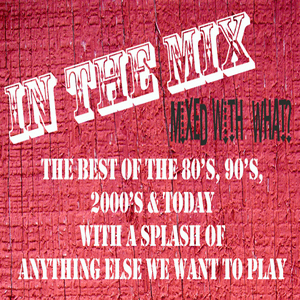 IN THE MIX
MiXED WiTH WHAT?
THE BEST OF THE 80'S, 90'S,
2000'S & TODAY
WITH A SPLASH OF
ANYTHING ELSE WE WANT TO PLAY